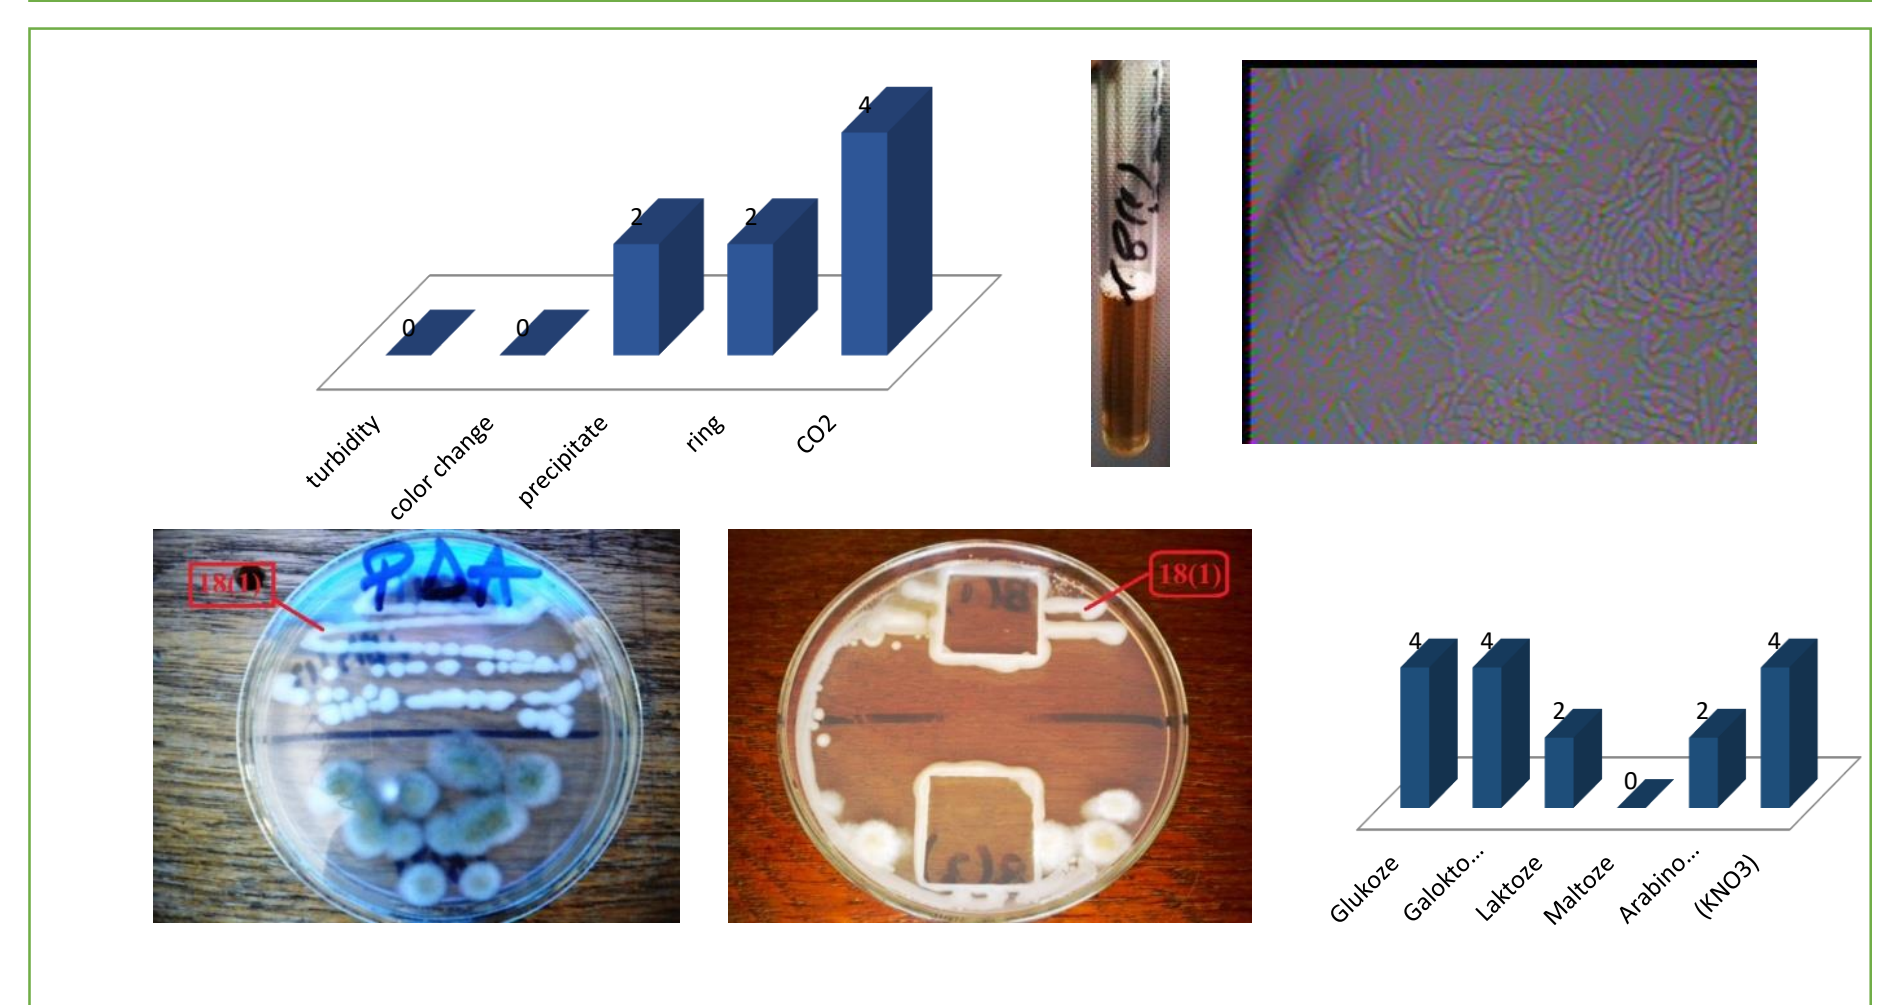 4
2
2
0
0
turbidity
color change
precipitate
ring
CO2
PDA
18(1)
18(1)
4
4
2
0
2
4
Glukoze
Galokto...
Laktoze
Maltoze
Arabino...
(KNO3)